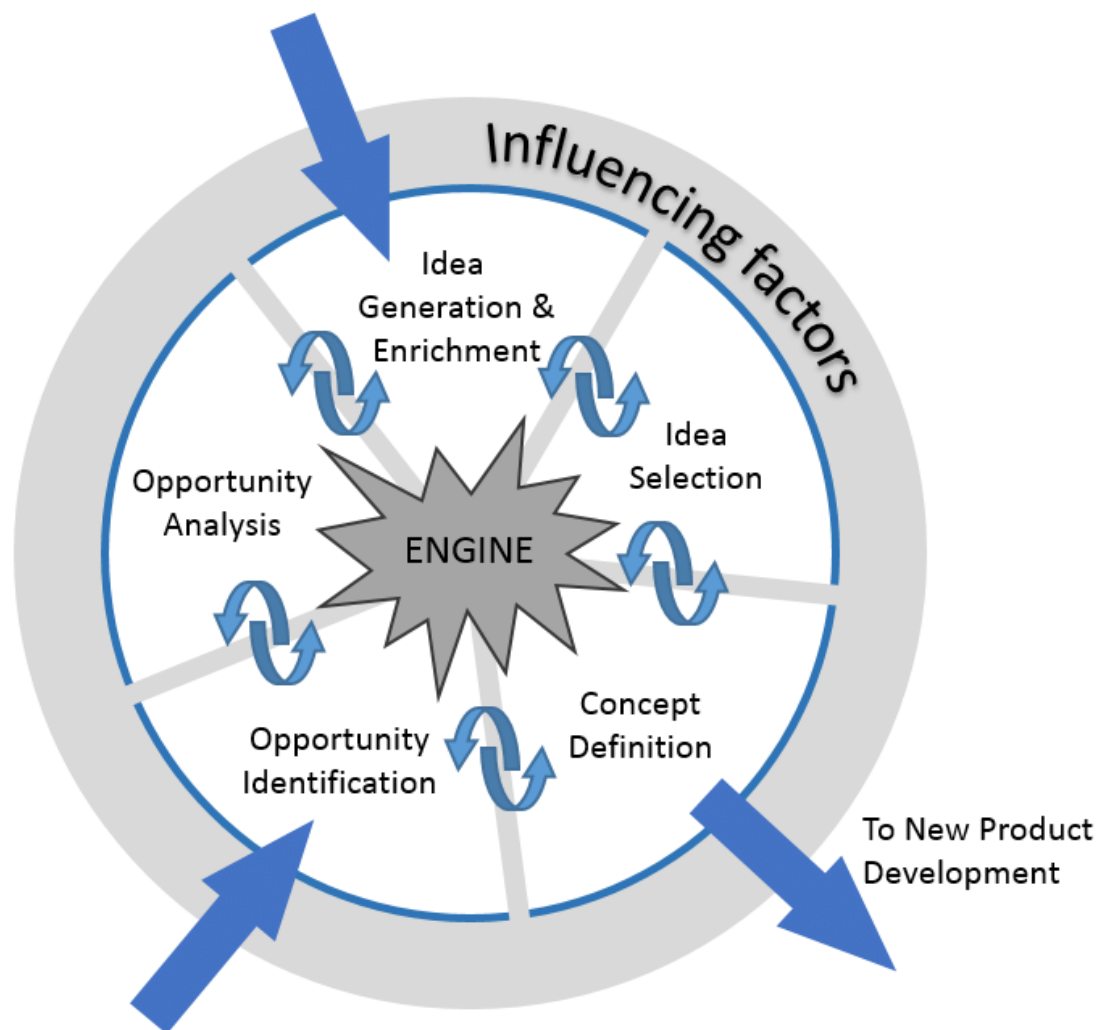 Influencing factors
Idea
Generation &
Enrichment
Idea
Selection
Opportunity
Analysis
ENGINE
Concept
Definition
Opportunity
Identification
To New Product
Development